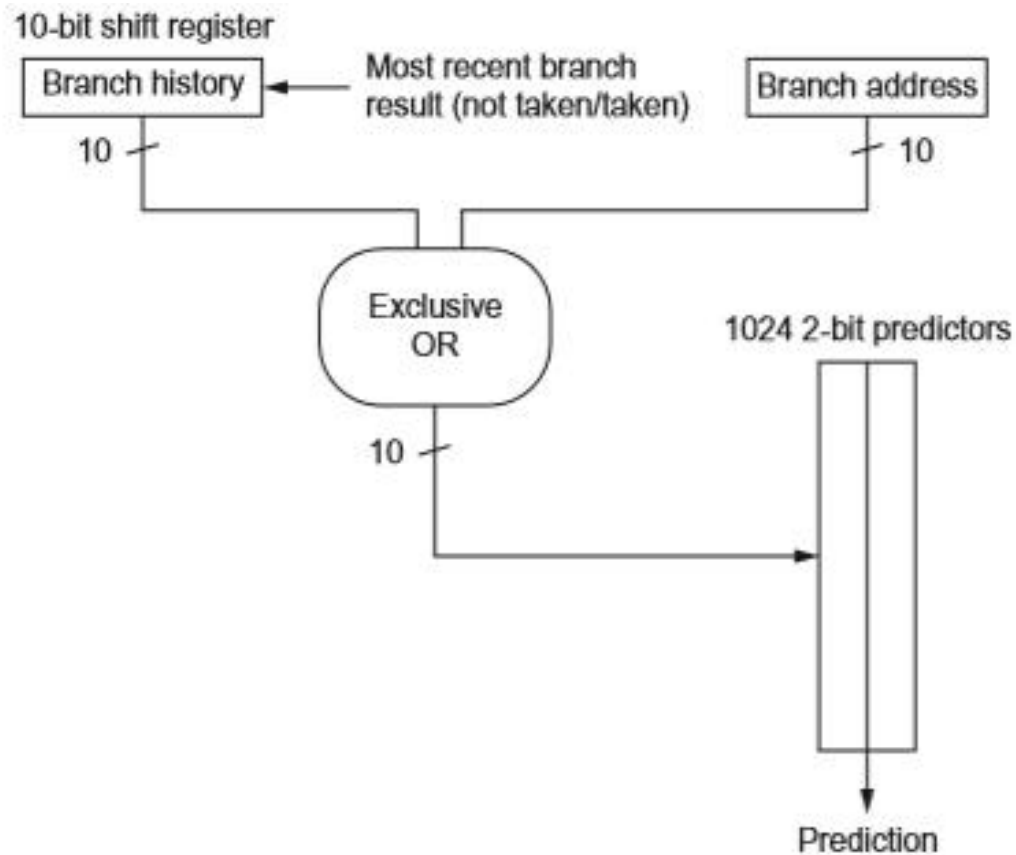 10-bit shift register
Branch history
Most recent branch
result (not taken/taken)
Branch address
10
10
Exclusive
OR
1024 2-bit predictors
10
Prediction